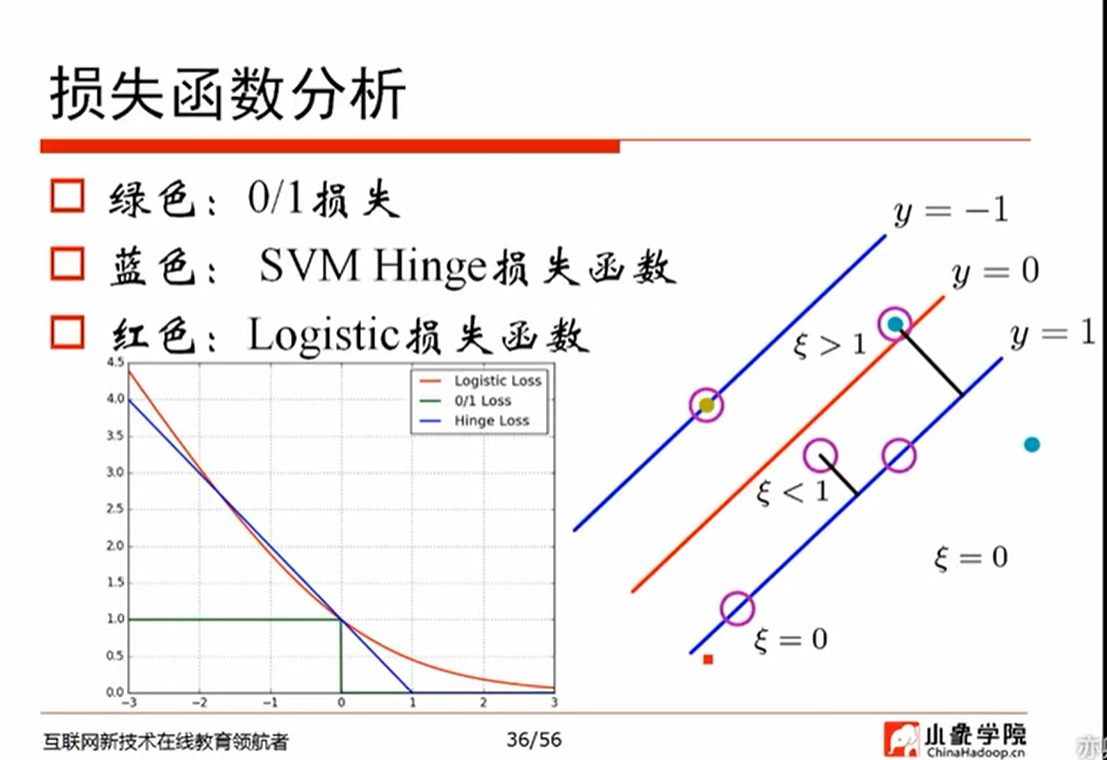 损失函数分析
绿色：0/1损失
蓝色： SVM Hinge损失函数
红色：Logistic损失函数
4.5
4.0
3.5
3.0
2.5
2.0
1.5
1.0
0.5
0.0
−3
−2
−1
0
1
2
3
Logistic Loss
0/1 Loss
Hinge Loss
y = −1
y = 0
y = 1
ξ > 1
ξ < 1
ξ = 0
ξ = 0
互联网新技术在线教育领航者
36/56
小象学院
ChinaHadoop.cn